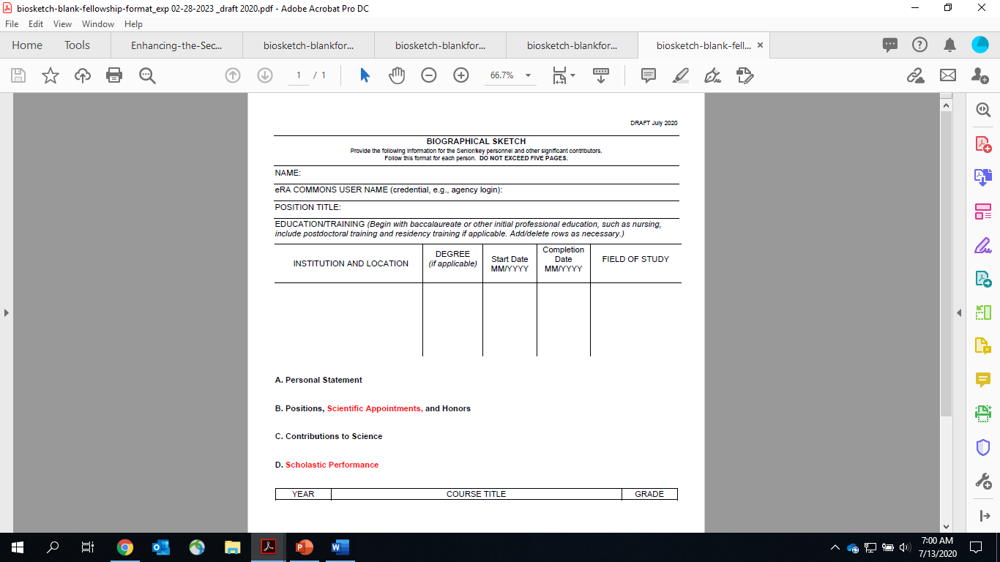 biosketch-blank-fellowship-format_exp 02-28-2023 _draft 2020.pdf - Adobe Acrobat Pro DC
File Edit View Window Help
Home Tools Enhancing-the-Sec... biosketch-blankfor... biosketch-blankfor... biosketch-blankfor... biosketch-blank-fell... ×
1 / 1 66.7%
DRAFT July 2020
BIOGRAPHICAL SKETCH
Provide the following information for the Senior/key personnel and other significant contributors.
Follow this format for each person. DO NOT EXCEED FIVE PAGES.
NAME:
eRA COMMONS USER NAME (credential, e.g., agency login):
POSITION TITLE:
EDUCATION/TRAINING (Begin with baccalaureate or other initial professional education, such as nursing,
include postdoctoral training and residency training if applicable. Add/delete rows as necessary.)
INSTITUTION AND LOCATION
DEGREE
(if applicable)
Start Date
MM/YYYY
Completion
Date
MM/YYYY
FIELD OF STUDY
A. Personal Statement
B. Positions, Scientific Appointments, and Honors
C. Contributions to Science
D. Scholastic Performance
YEAR COURSE TITLE GRADE
7:00 AM
7/13/2020